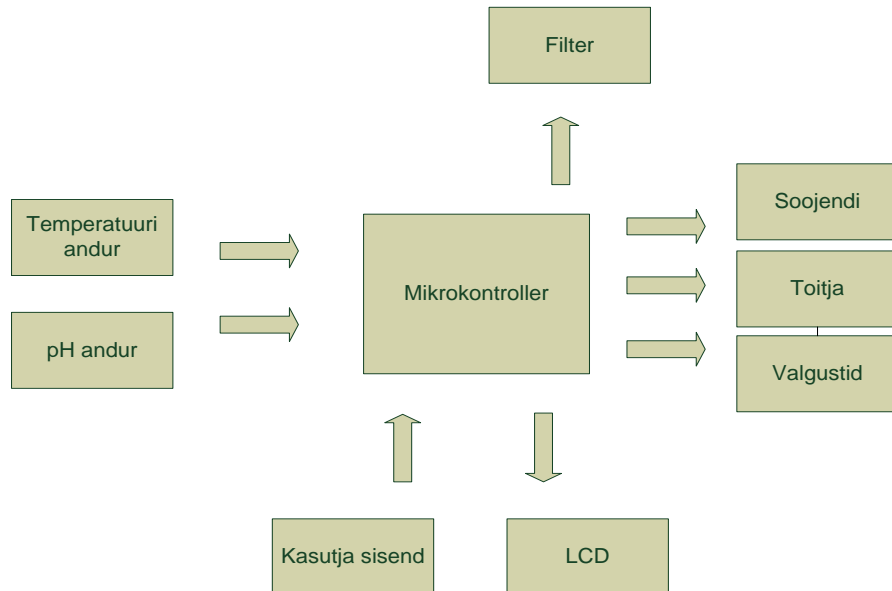 Filter
Temperatuuri
andur
Soojendi
Mikrokontroller
Toitja
pH andur
Valgustid
Kasutja sisend
LCD